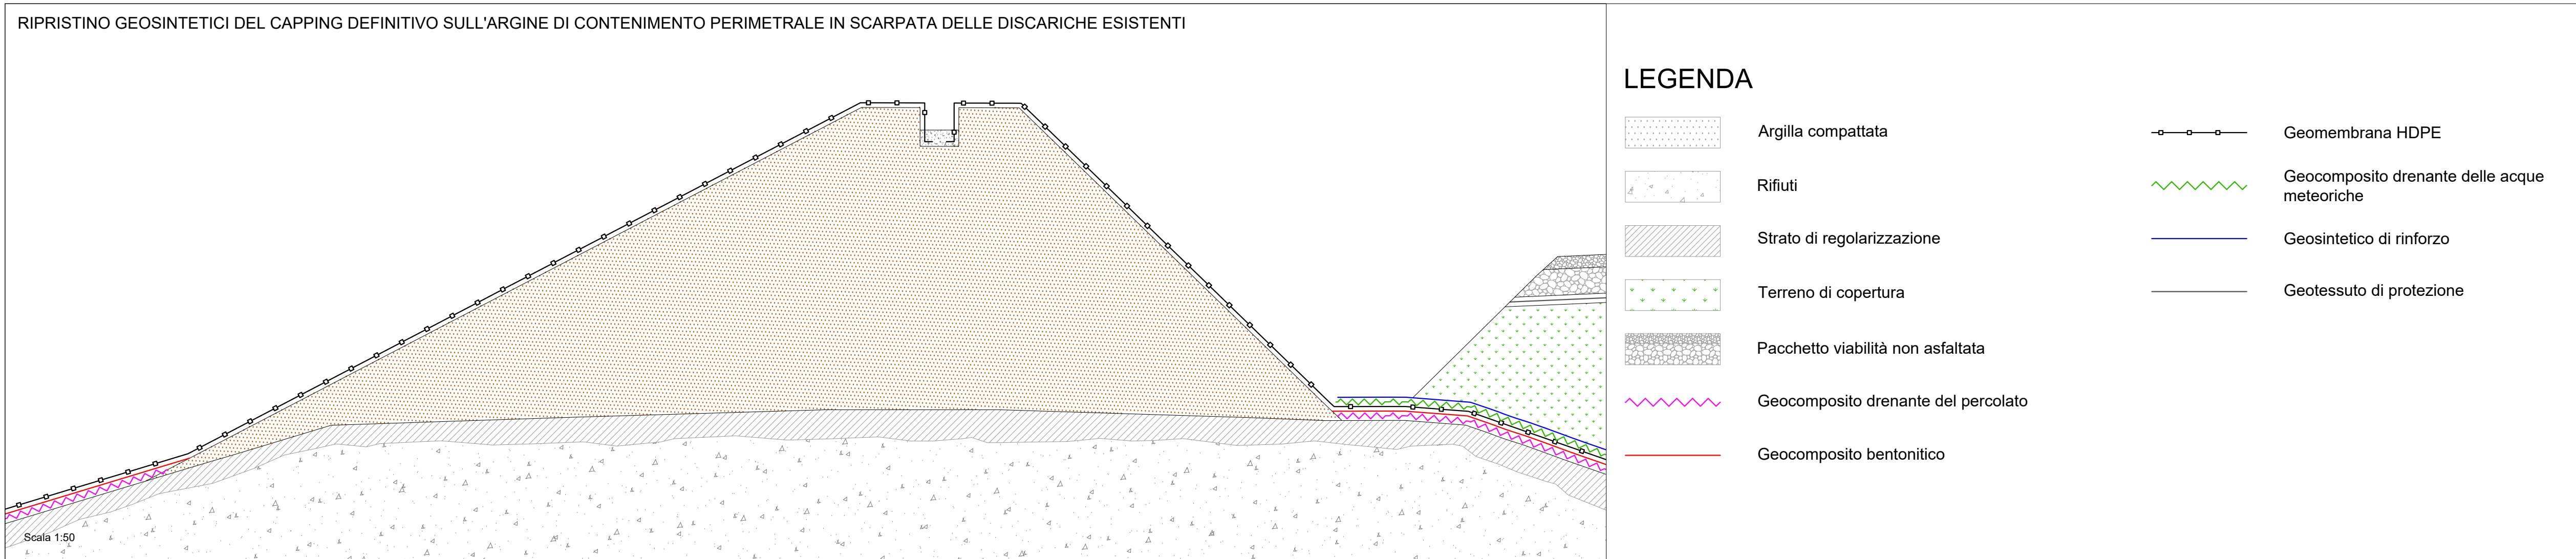 RIPRISTINO GEOSINTETICI DEL CAPPING DEFINITIVO SULL'ARGINE DI CONTENIMENTO PERIMETRALE IN SCARPATA DELLE DISCARICHE ESISTENTI
Scala 1:50
LEGENDA
Argilla compattata
Rifiuti
Strato di regolarizzazione
Terreno di copertura
Pacchetto viabilità non asfaltata
Geocomposito drenante del percolato
Geocomposito bentonitico
Geomembrana HDPE
Geocomposito drenante delle acque
meteoriche
Geosintetico di rinforzo
Geotessuto di protezione